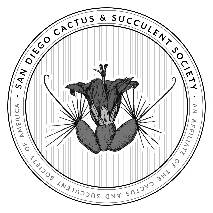 SAN DIEGO CACTUS & SUCCULENT SOCIETY
AN AFFILIATE OF THE CACTUS AND SUCCULENT SOCIETY OF AMERICA